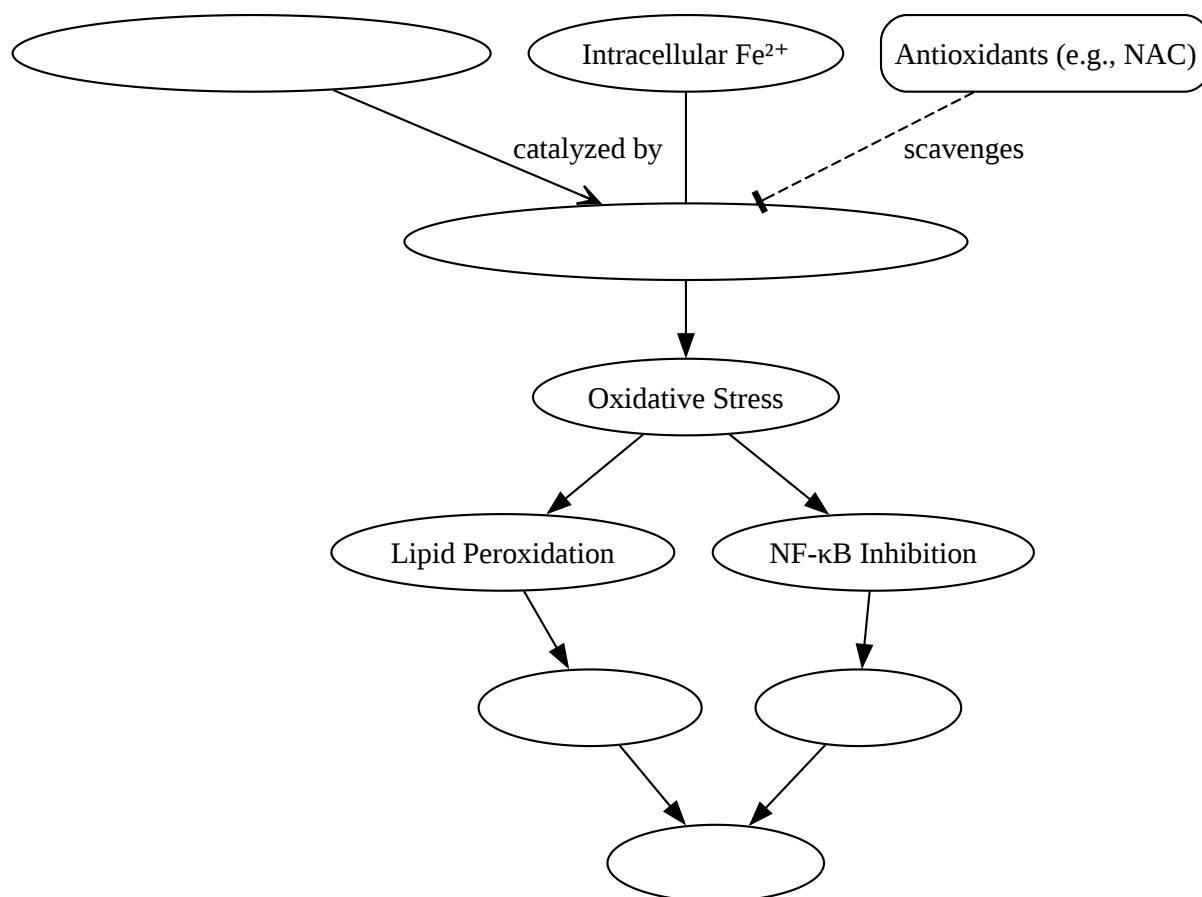 Intracellular Fe²⁺
Antioxidants (e.g., NAC)
catalyzed by
scavenges
Oxidative Stress
Lipid Peroxidation
NF-κB Inhibition